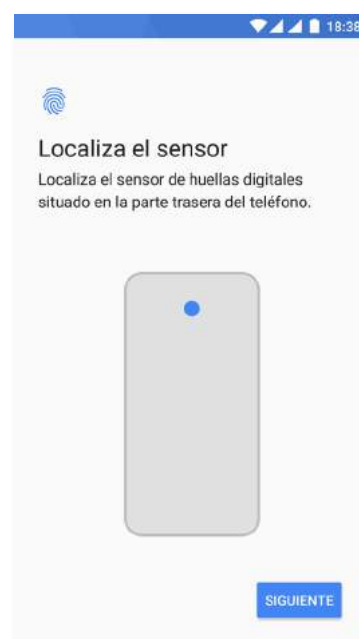 18:38
Localiza el sensor
Localiza el sensor de huellas digitales
situado en la parte trasera del teléfono.
SIGUIENTE